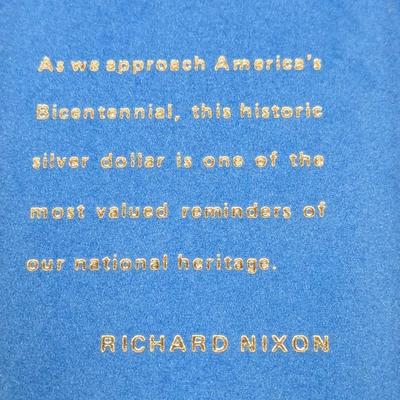 As we approach America's
Bicentennial, this historic
silver dollar is one of the
most valued reminders of
our national heritage.
RICHARD NIXON